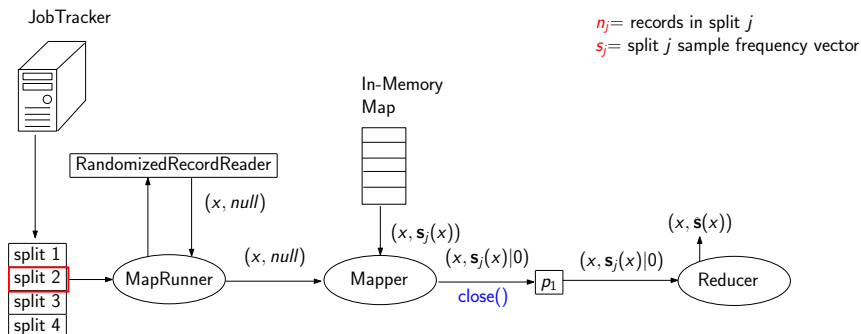 JobTracker
n_j= records in split j
s_j= split j sample frequency vector
In-Memory
Map
RandomizedRecordReader
(x, null)
(x, s_j(x))
split 1
split 2
split 3
split 4
MapRunner
(x, null)
Mapper
(x, s_j(x)|0)
close()
p_1
(x, s_j(x)|0)
(x, ŝ(x))
Reducer